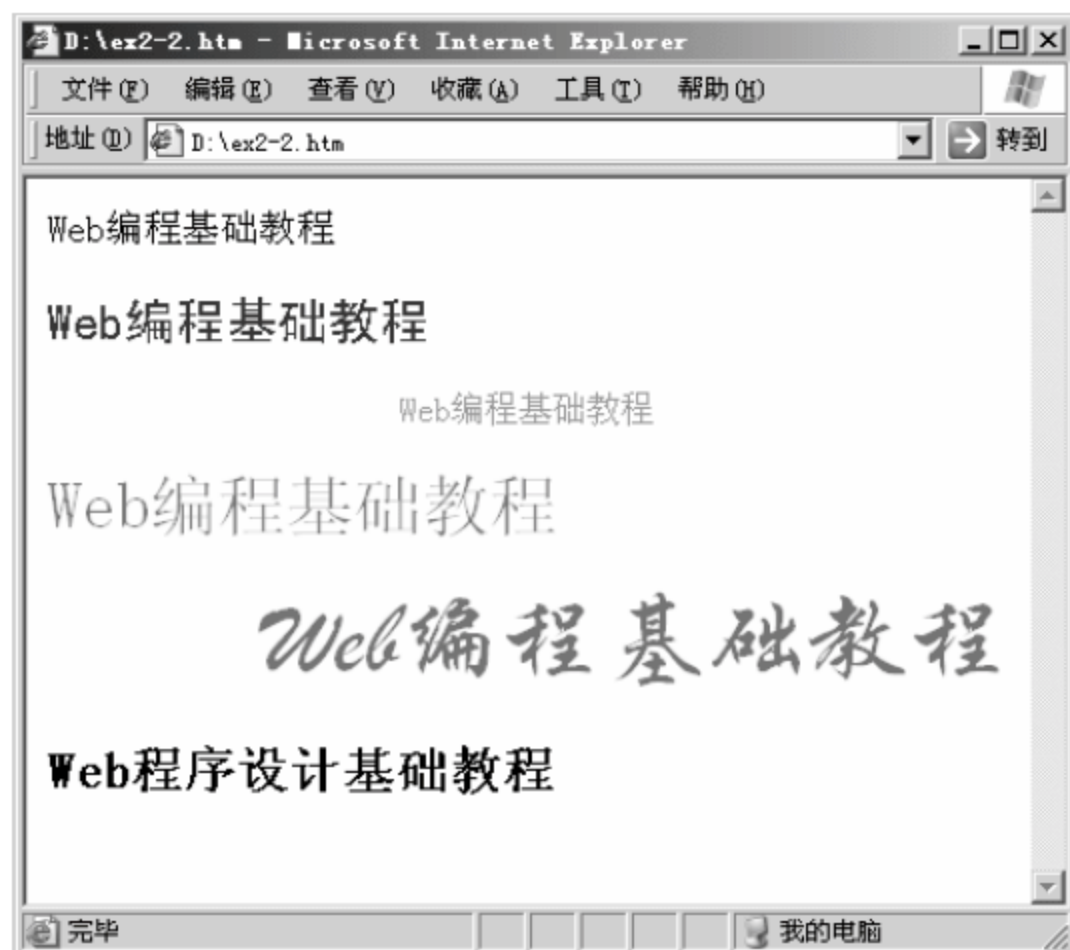 D:\ex2-2.htm - Microsoft Internet Explorer
文件(F) 编辑(E) 查看(V) 收藏(A) 工具(T) 帮助(H)
地址(D) D:\ex2-2.htm 转到
Web编程基础教程
Web编程基础教程
Web编程基础教程
Web编程基础教程
Web编程基础教程
Web程序设计基础教程
完毕 我的电脑